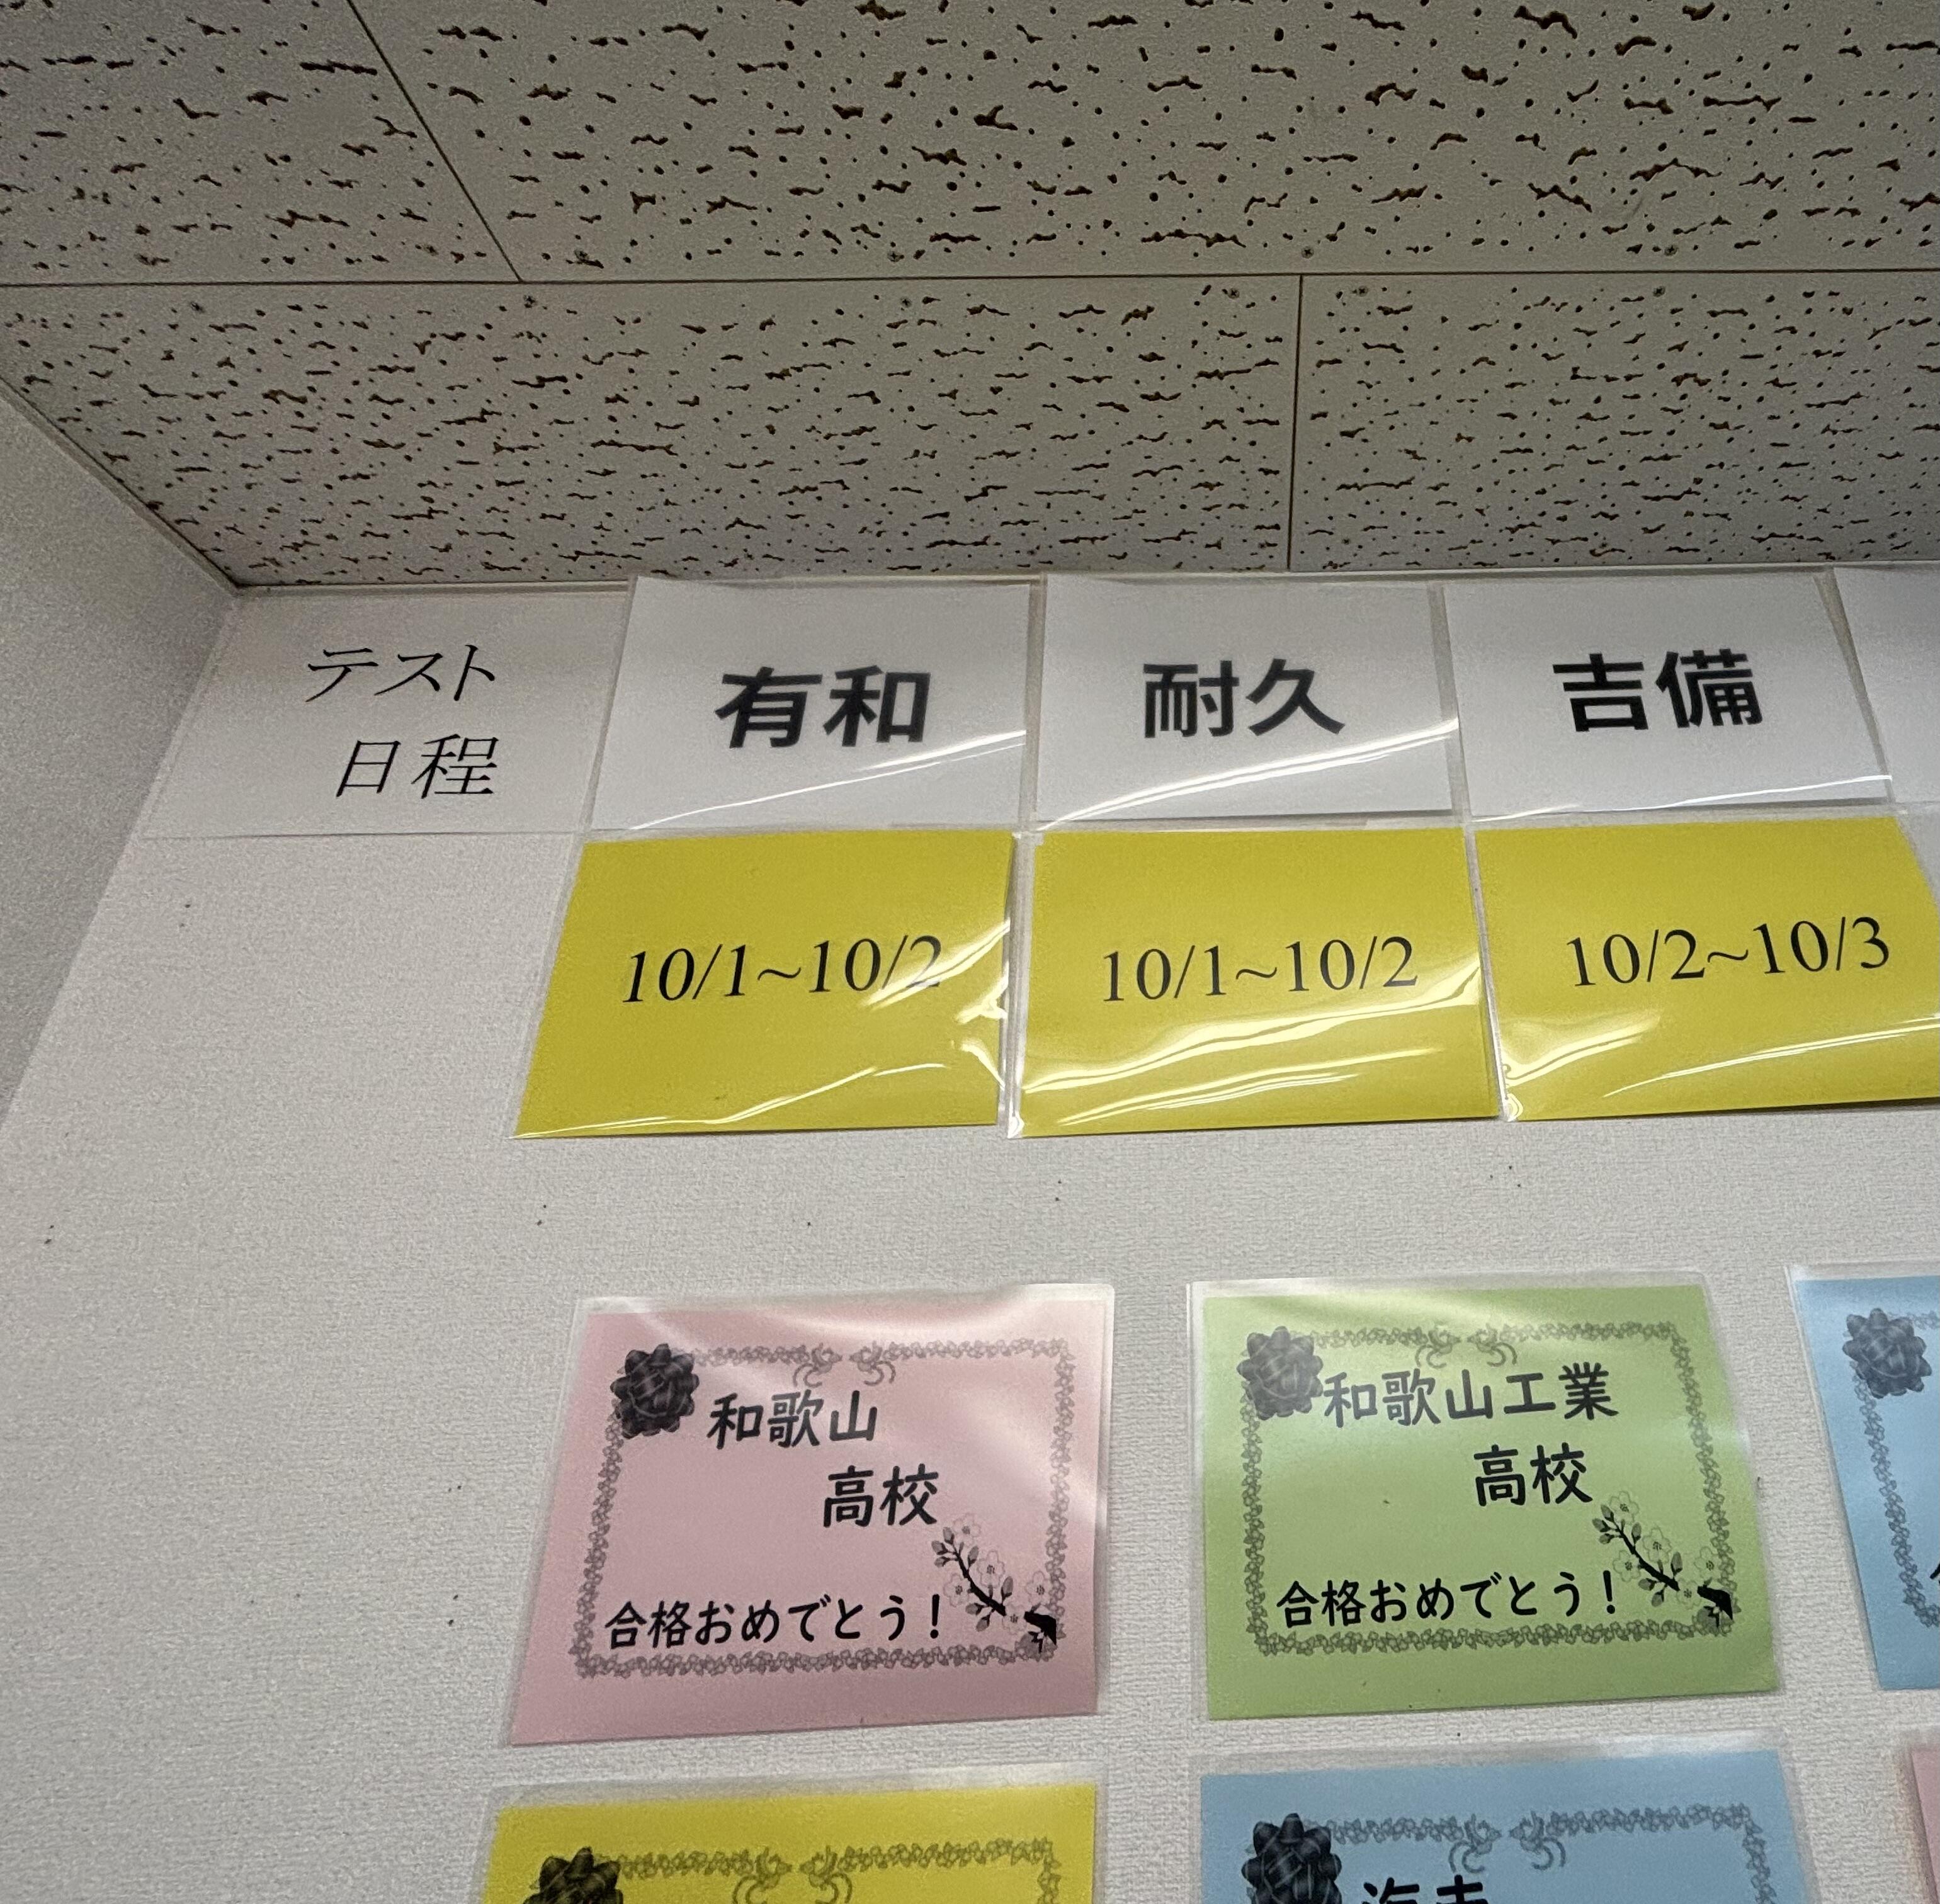 テスト
日程
有和
耐久
吉備
10/1~10/2
10/1~10/2
10/2~10/3
和歌山
高校
合格おめでとう！
和歌山工業
高校
合格おめでとう！